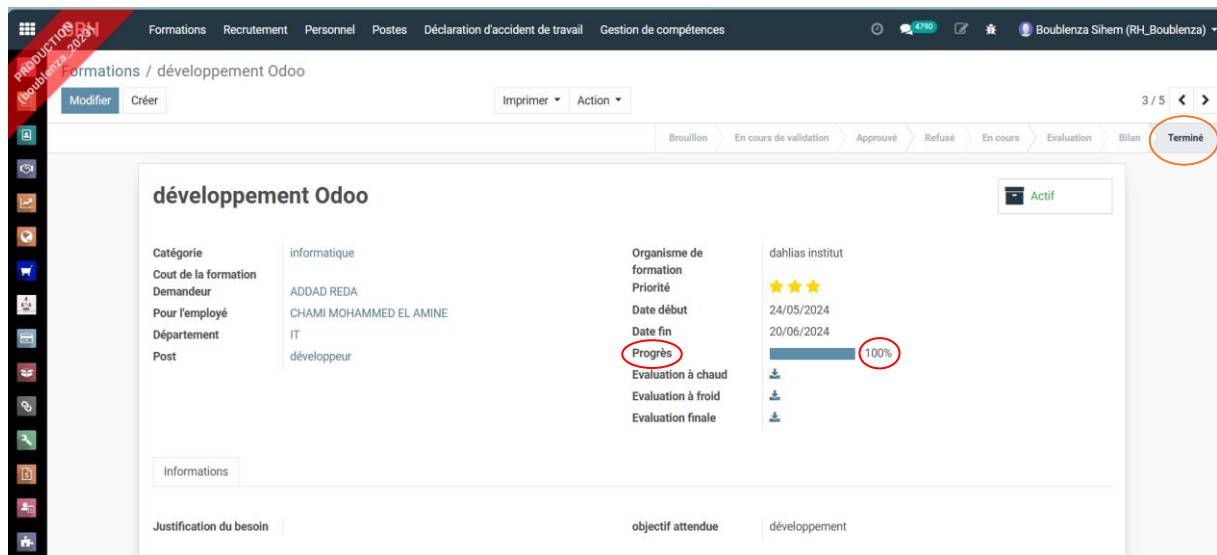 GRH Formations Recrutement Personnel Postes Déclaration d'accident de travail Gestion de compétences 4790 Boublenza Sihem (RH_Boublenza)
PRODUCTION
boublenza_2023
Formations / développement Odoo
Modifier Créer Imprimer Action 3 / 5
Brouillon En cours de validation Approuvé Refusé En cours Evaluation Bilan Terminé
développement Odoo
Actif
Catégorie informatique
Cout de la formation
Demandeur ADDAD REDA
Pour l'employé CHAMI MOHAMMED EL AMINE
Département IT
Post développeur
Organisme de formation dahlias institut
Priorité
Date début 24/05/2024
Date fin 20/06/2024
Progrès 100%
Evaluation à chaud
Evaluation à froid
Evaluation finale
Informations
Justification du besoin
objectif attendue développement